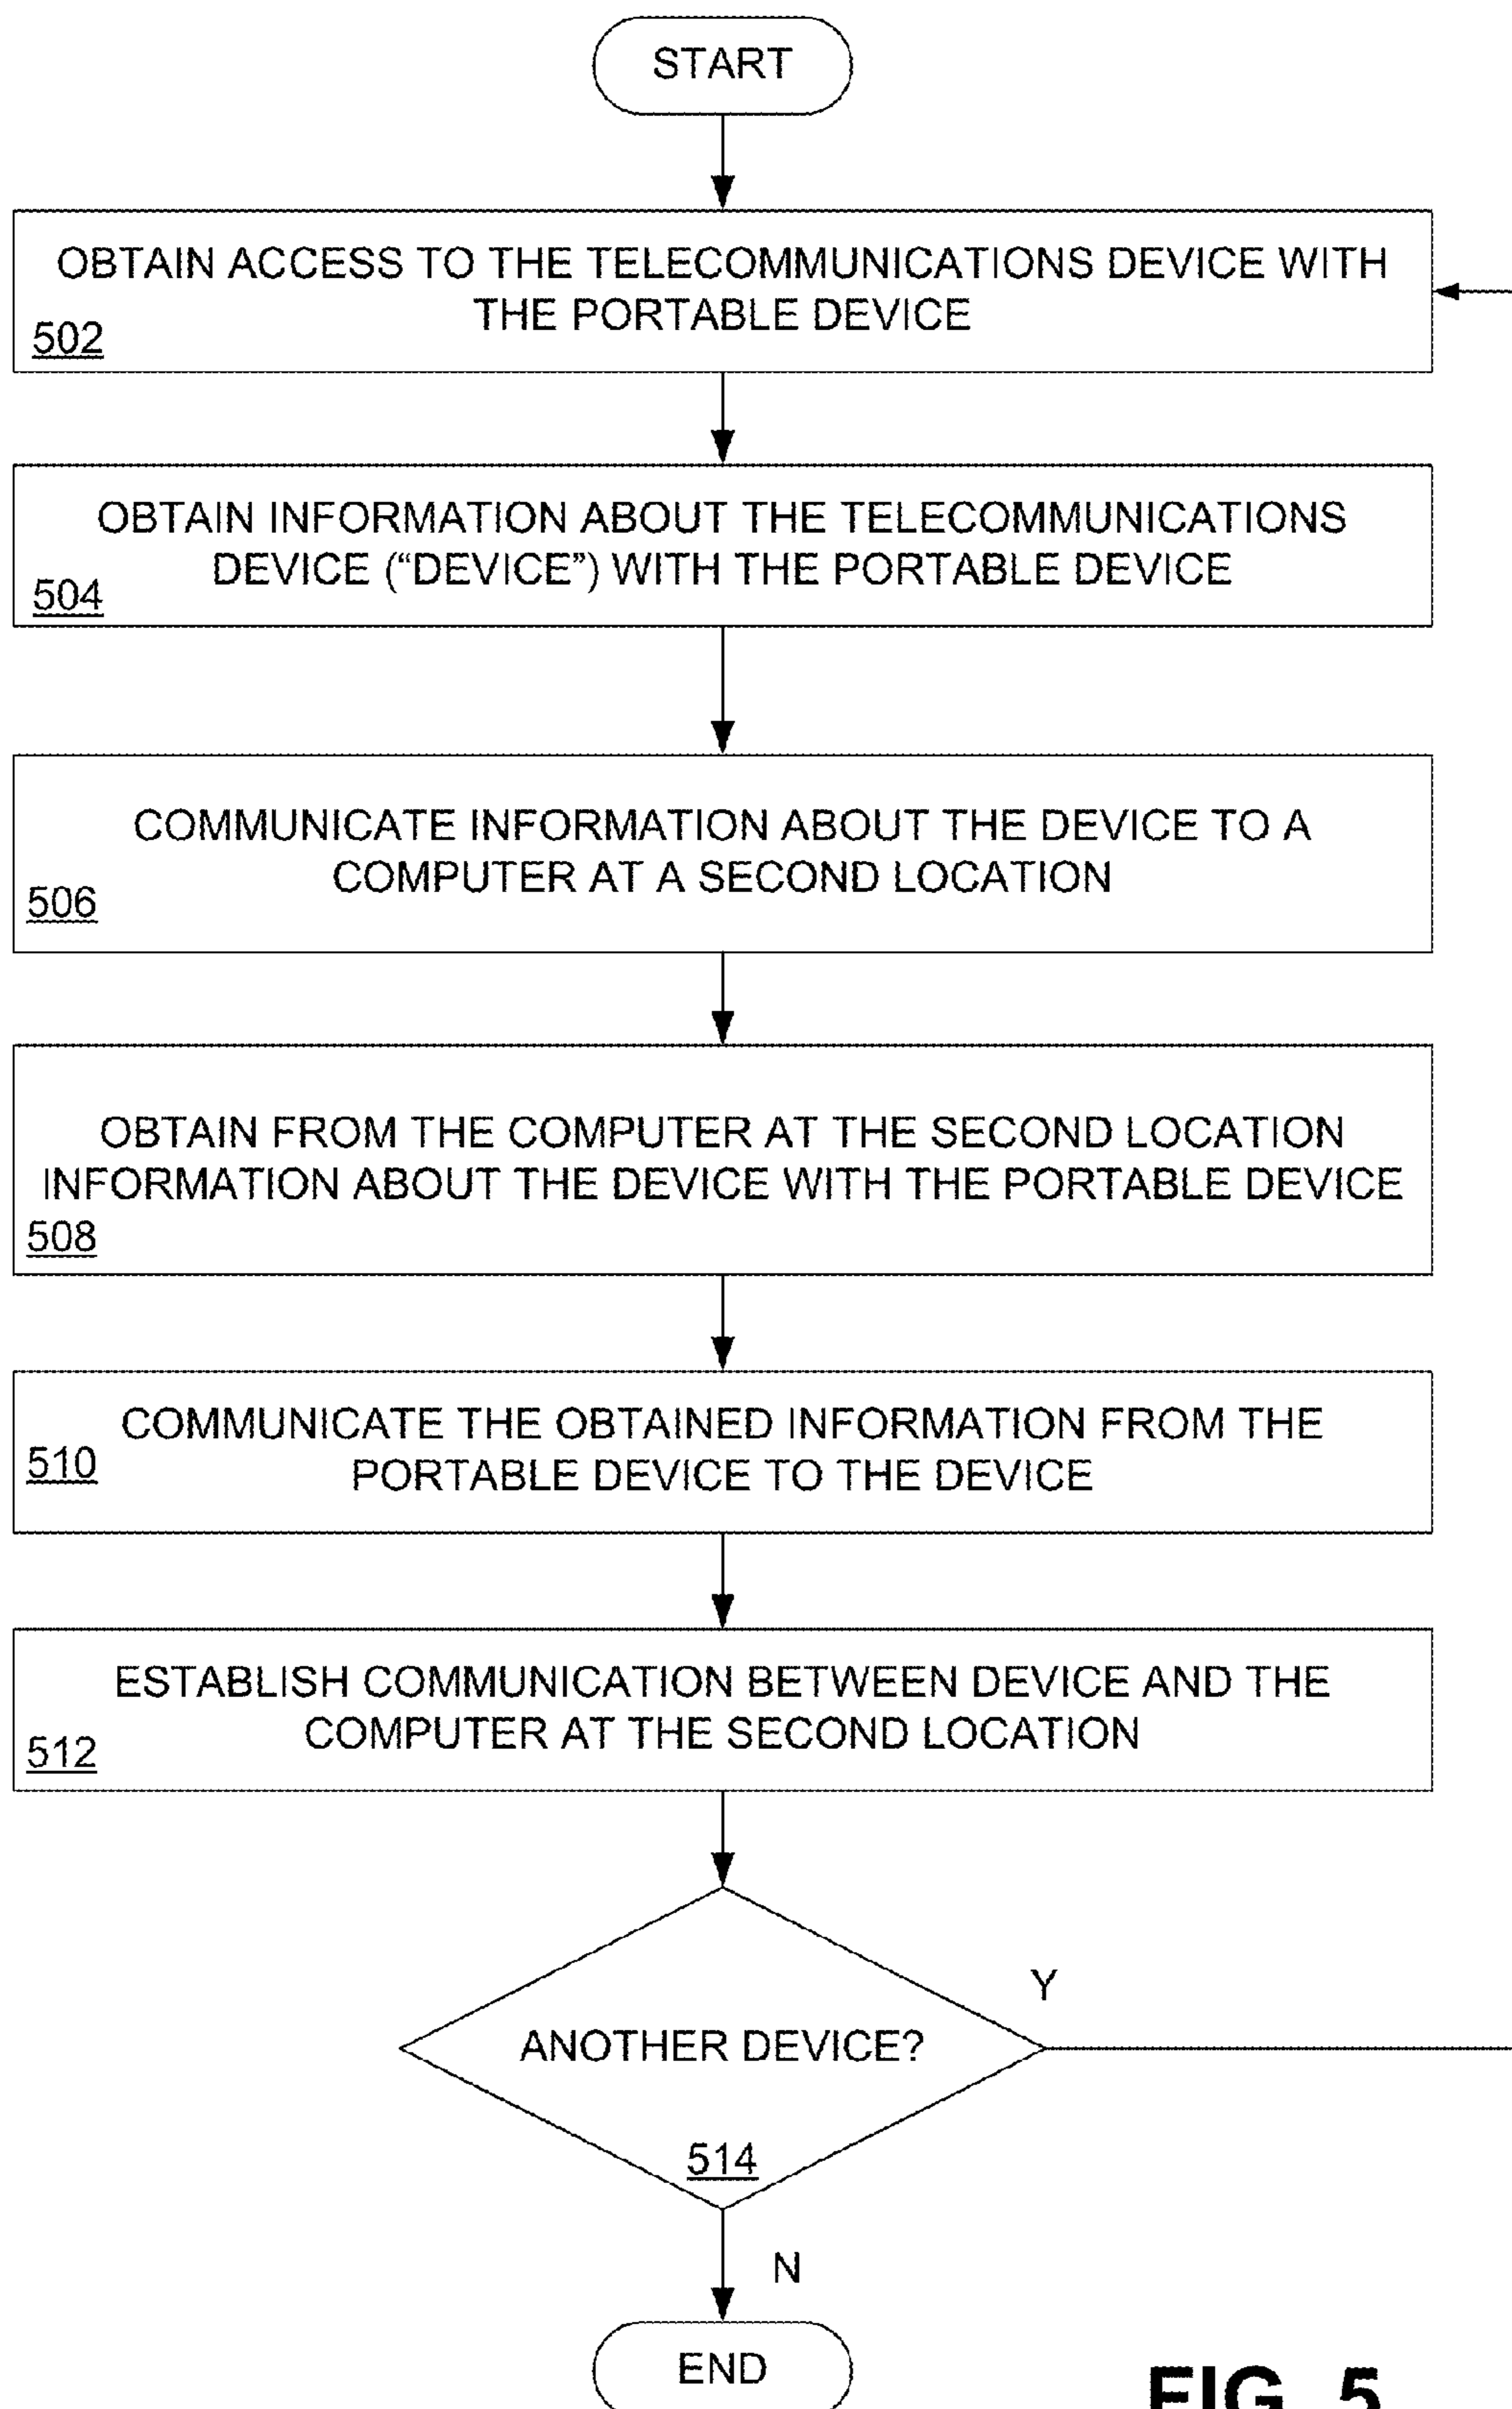 START
OBTAIN ACCESS TO THE TELECOMMUNICATIONS DEVICE WITH
THE PORTABLE DEVICE
502
OBTAIN INFORMATION ABOUT THE TELECOMMUNICATIONS
DEVICE (“DEVICE”) WITH THE PORTABLE DEVICE
504
COMMUNICATE INFORMATION ABOUT THE DEVICE TO A
COMPUTER AT A SECOND LOCATION
506
OBTAIN FROM THE COMPUTER AT THE SECOND LOCATION
INFORMATION ABOUT THE DEVICE WITH THE PORTABLE DEVICE
508
COMMUNICATE THE OBTAINED INFORMATION FROM THE
510
PORTABLE DEVICE TO THE DEVICE
ESTABLISH COMMUNICATION BETWEEN DEVICE AND THE
COMPUTER AT THE SECOND LOCATION
512
Y
ANOTHER DEVICE?
514
N
END
FIG. 5